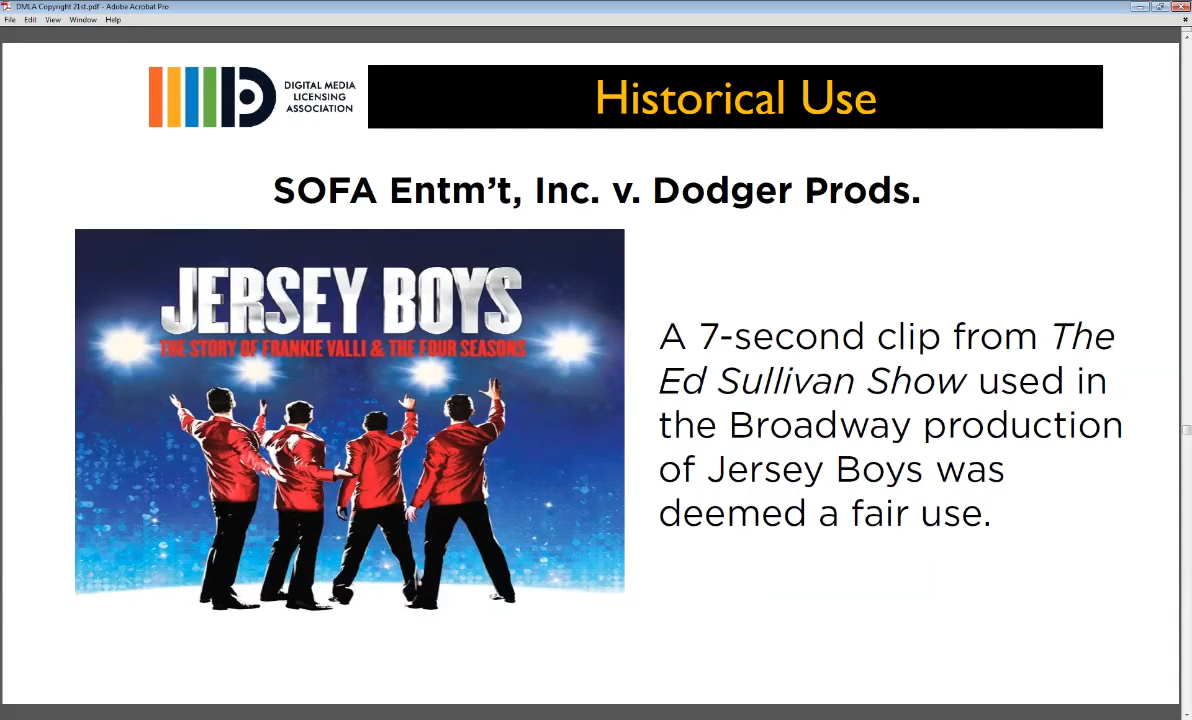 DMLA Copyright 21st.pdf - Adobe Acrobat Pro
File Edit View Window Help
DIGITAL MEDIA
LICENSING
ASSOCIATION
Historical Use
SOFA Entm’t, Inc. v. Dodger Prods.
JERSEY BOYS
THE STORY OF FRANKIE VALLI & THE FOUR SEASONS
A 7-second clip from The
Ed Sullivan Show used in
the Broadway production
of Jersey Boys was
deemed a fair use.